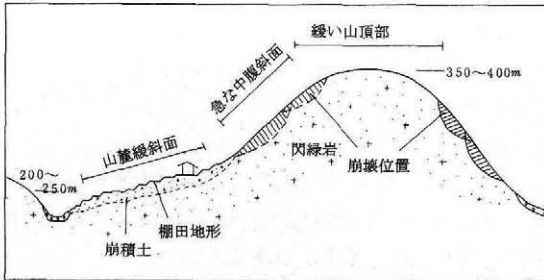 緩い山頂部
急な中腹斜面
350〜400m
山麓緩斜面
閃緑岩
崩壊位置
200〜
250m
棚田地形
崩積土